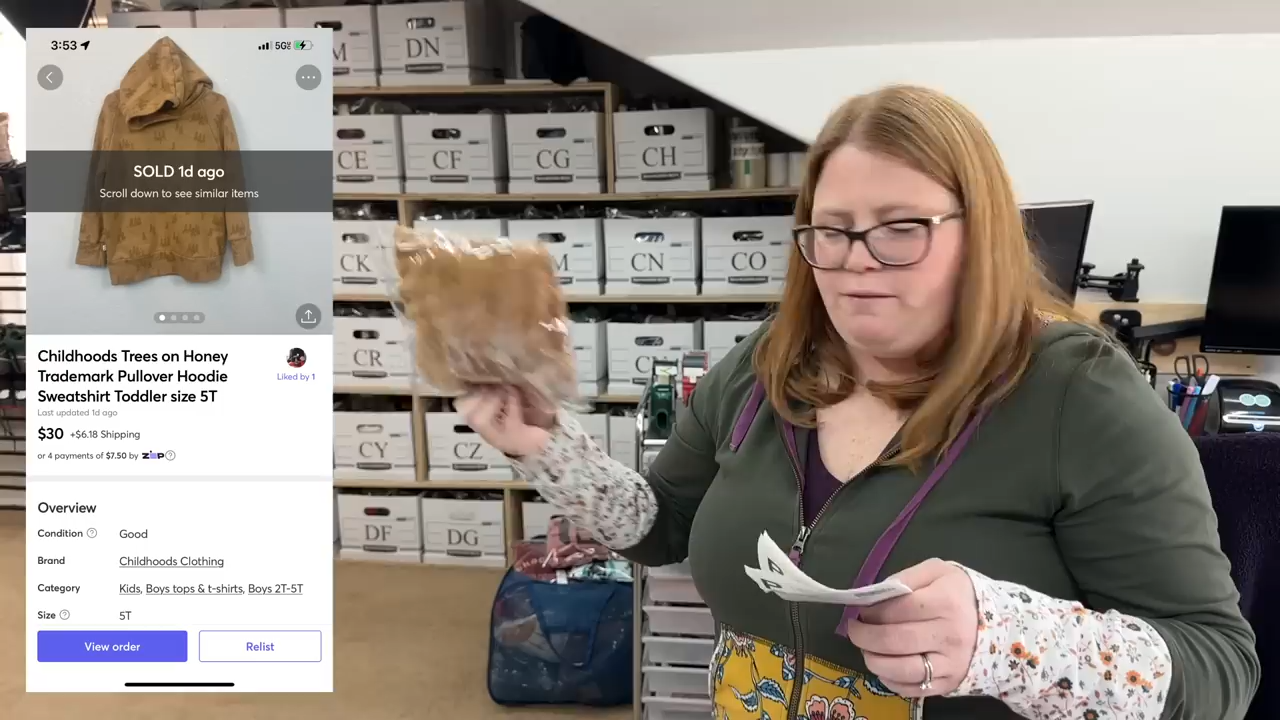 3:53
5G
SOLD 1d ago
Scroll down to see similar items
Childhoods Trees on Honey
Trademark Pullover Hoodie
Sweatshirt Toddler size 5T
Liked by 1
Last updated 1d ago
$30 +$6.18 Shipping
or 4 payments of $7.50 by ZIP
Overview
Condition Good
Brand Childhoods Clothing
Category Kids, Boys tops & t-shirts, Boys 2T-5T
Size 5T
View order
Relist
M
DN
CE
CF
CG
CH
CK
M
CN
CO
CR
CY
CZ
DF
DG